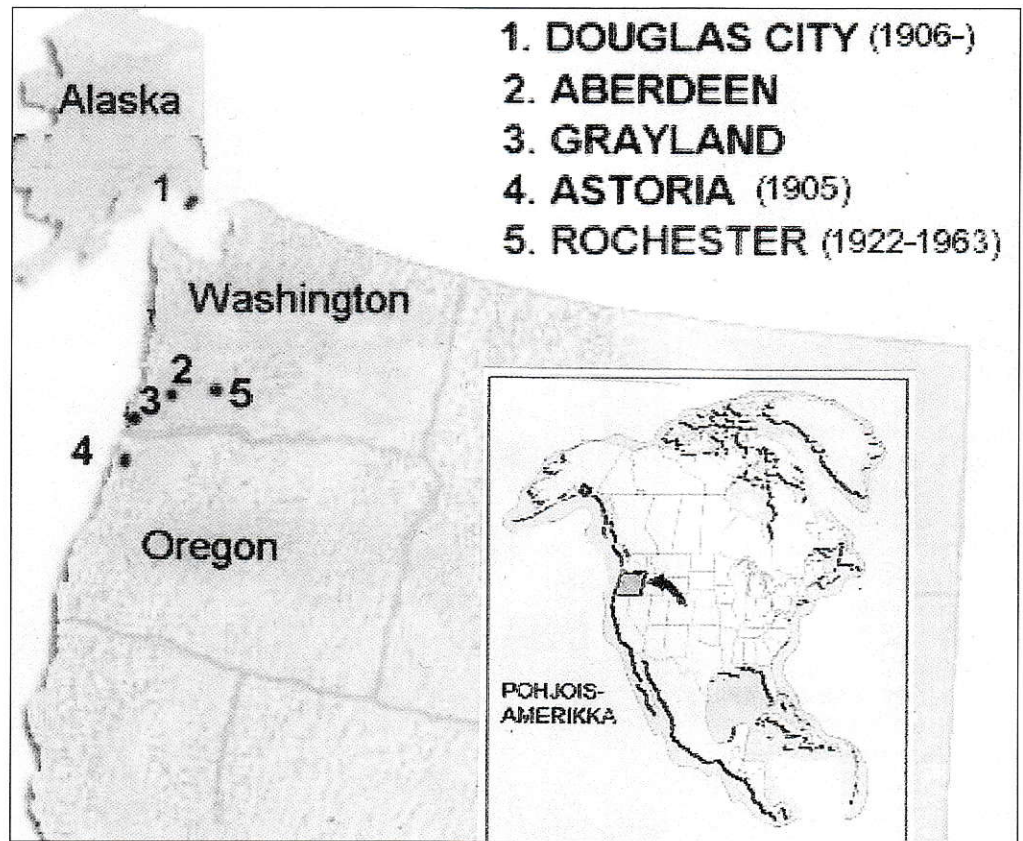 1. DOUGLAS CITY (1906-)
2. ABERDEEN
3. GRAYLAND
4. ASTORIA (1905)
5. ROCHESTER (1922-1963)
Alaska
1
Washington
2
3
5
4
Oregon
POHJOIS-
AMERIKKA